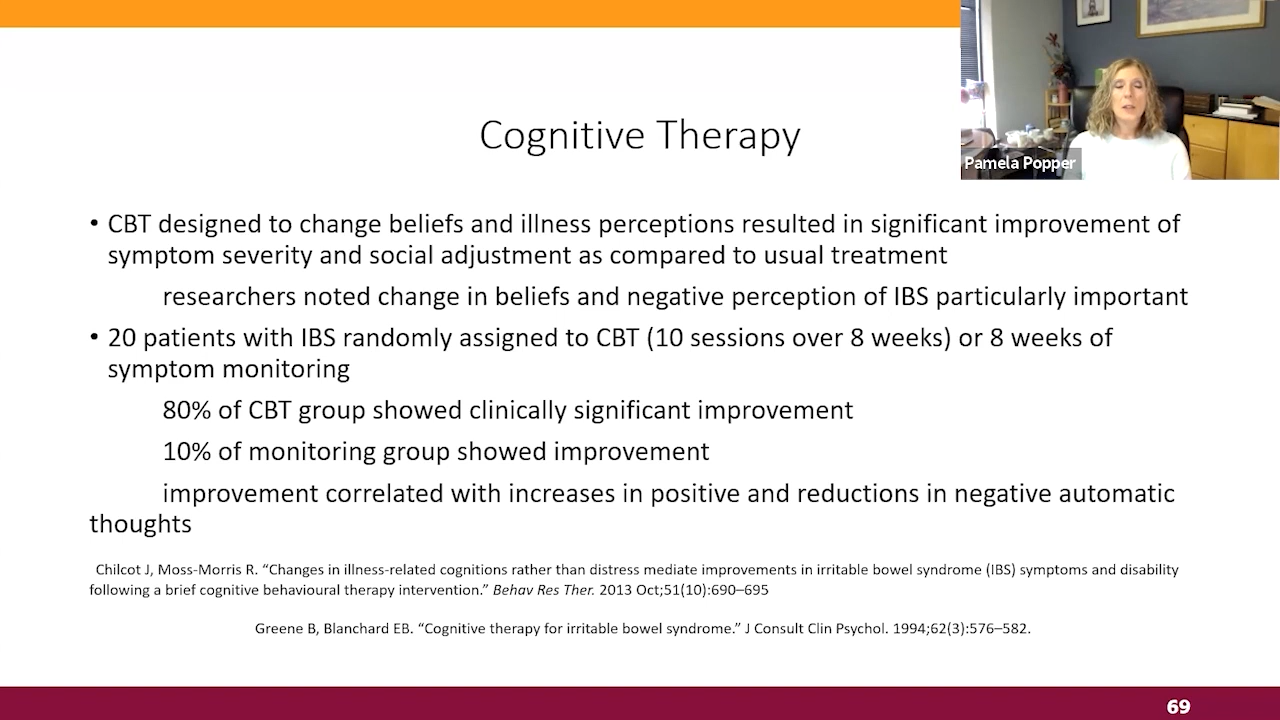 Pamela Popper
Cognitive Therapy
• CBT designed to change beliefs and illness perceptions resulted in significant improvement of
symptom severity and social adjustment as compared to usual treatment
researchers noted change in beliefs and negative perception of IBS particularly important
• 20 patients with IBS randomly assigned to CBT (10 sessions over 8 weeks) or 8 weeks of
symptom monitoring
80% of CBT group showed clinically significant improvement
10% of monitoring group showed improvement
improvement correlated with increases in positive and reductions in negative automatic
thoughts
Chilcot J, Moss-Morris R. “Changes in illness-related cognitions rather than distress mediate improvements in irritable bowel syndrome (IBS) symptoms and disability
following a brief cognitive behavioural therapy intervention.” Behav Res Ther. 2013 Oct;51(10):690–695
Greene B, Blanchard EB. “Cognitive therapy for irritable bowel syndrome.” J Consult Clin Psychol. 1994;62(3):576–582.
69